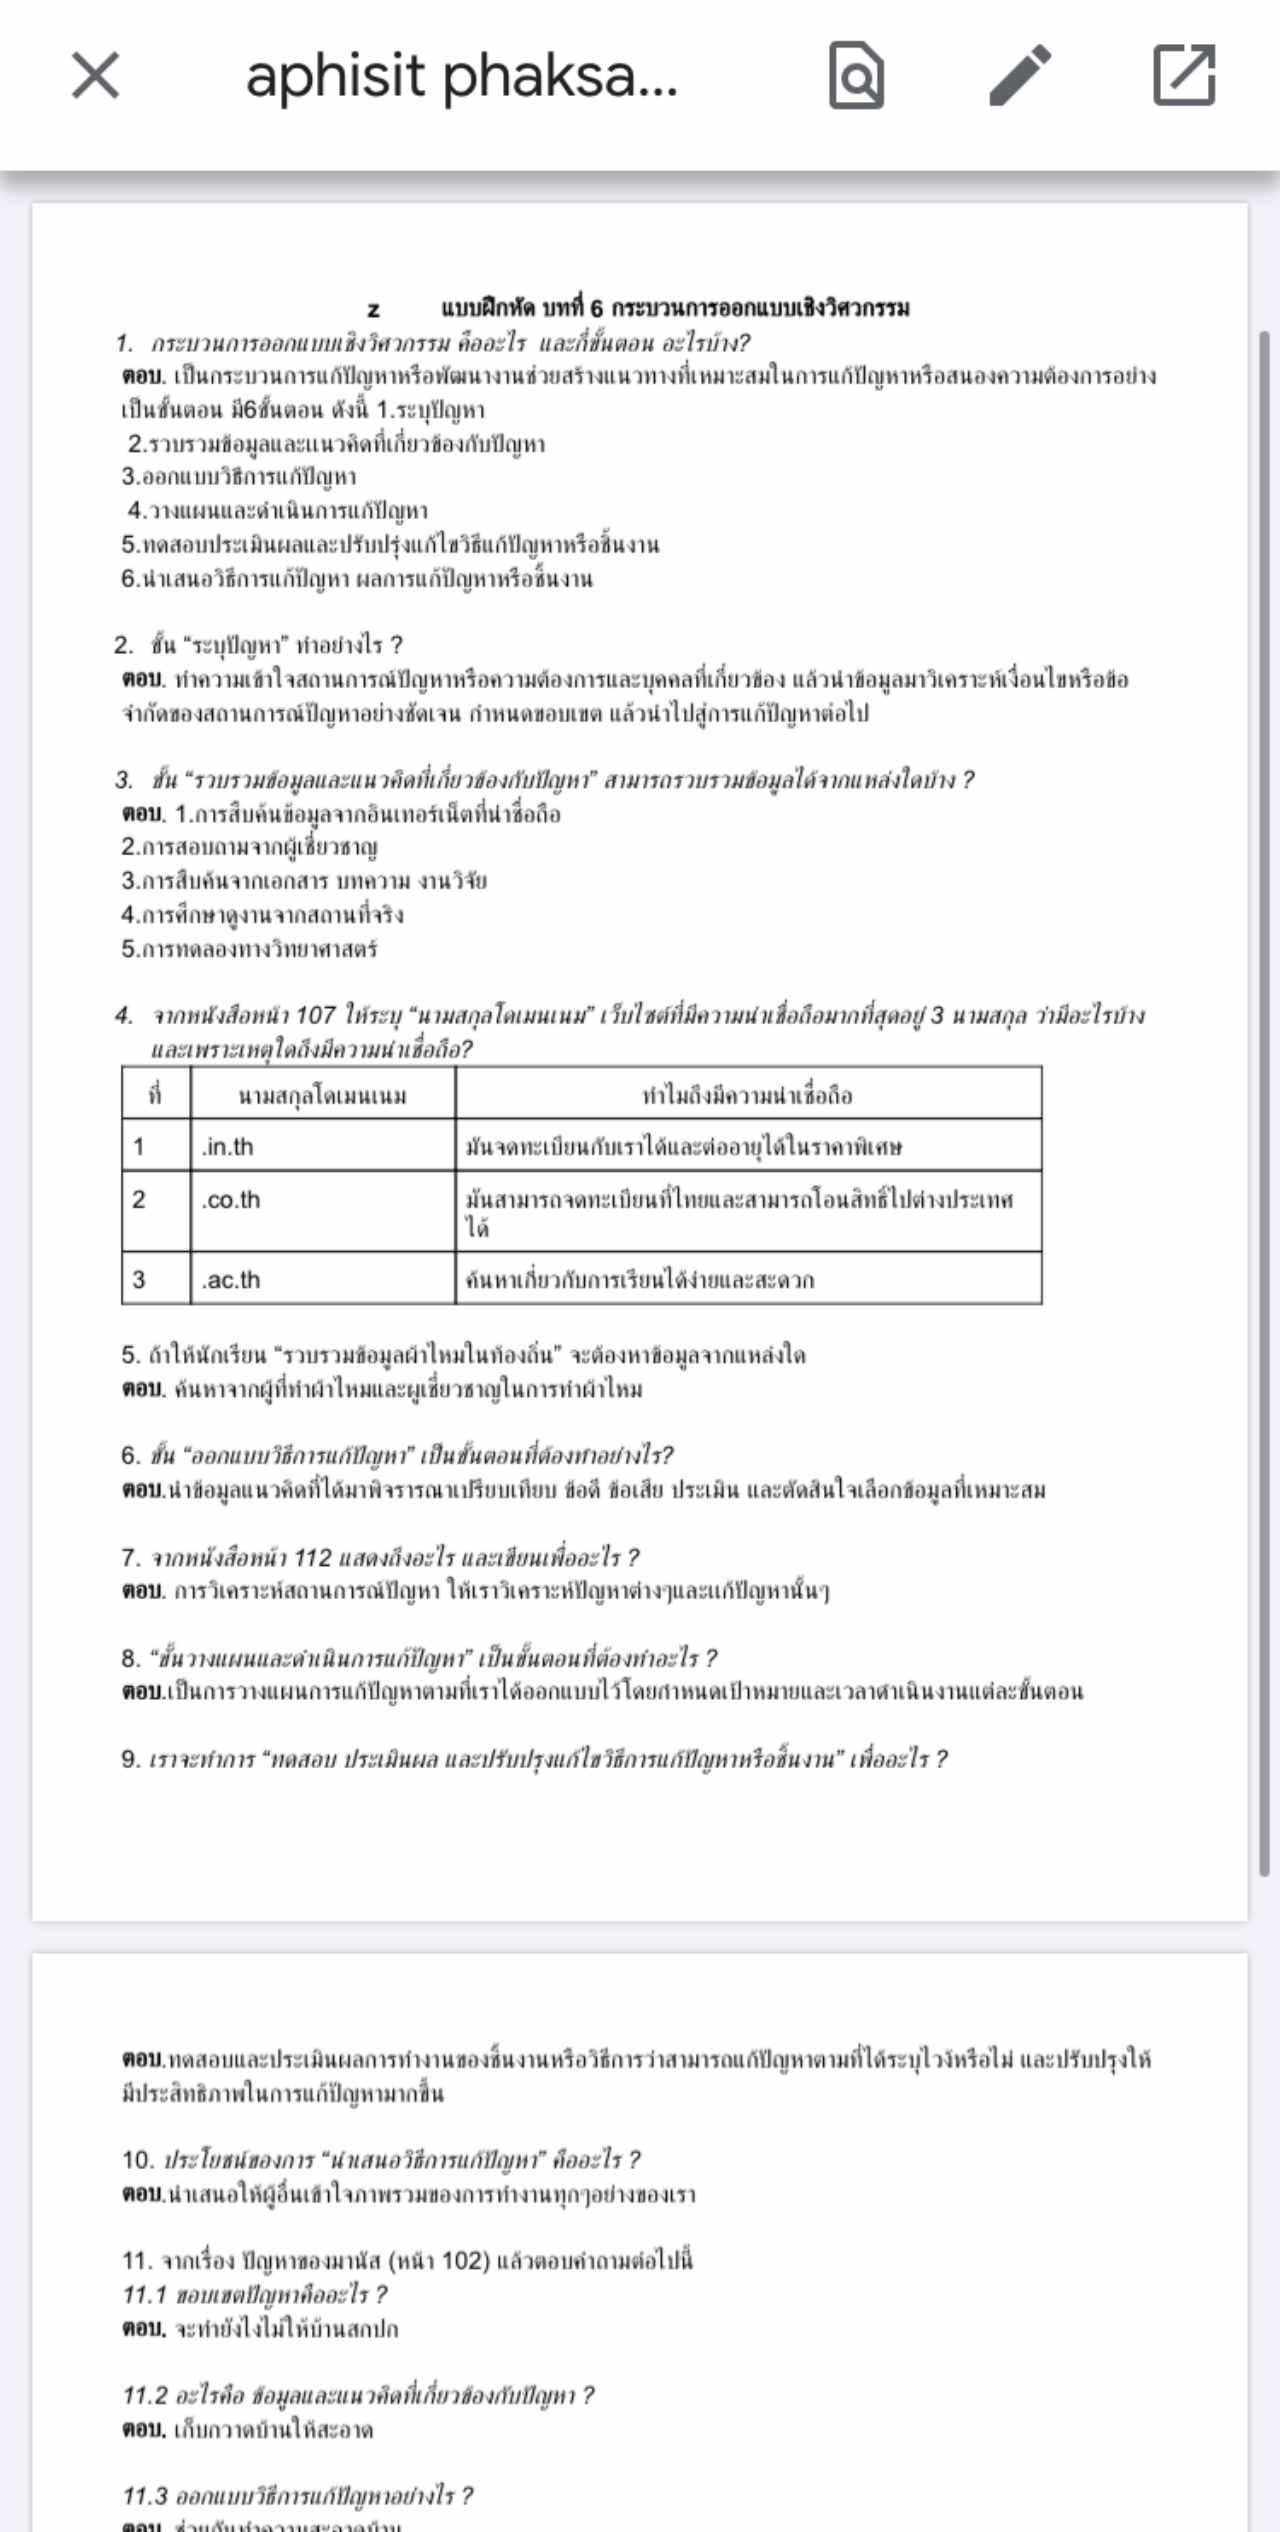 aphisit phaksa...
z แบบฝึกหัด บทที่ 6 กระบวนการออกแบบเชิงวิศวกรรม
1. กระบวนการออกแบบเชิงวิศวกรรม คืออะไร และกี่ขั้นตอน อะไรบ้าง?
ตอบ. เป็นกระบวนการแก้ปัญหาหรือพัฒนางานช่วยสร้างแนวทางที่เหมาะสมในการแก้ปัญหาหรือสนองความต้องการอย่าง
เป็นขั้นตอน มี6ขั้นตอน ดังนี้ 1.ระบุปัญหา
2.รวบรวมข้อมูลและแนวคิดที่เกี่ยวข้องกับปัญหา
3.ออกแบบวิธีการแก้ปัญหา
4.วางแผนและดำเนินการแก้ปัญหา
5.ทดสอบประเมินผลและปรับปรุ่งแก้ไขวิธีแก้ปัญหาหรือชิ้นงาน
6.นำเสนอวิธีการแก้ปัญหา ผลการแก้ปัญหาหรือชิ้นงาน
2. ขั้น “ระบุปัญหา” ทำอย่างไร ?
ตอบ. ทำความเข้าใจสถานการณ์ปัญหาหรือความต้องการและบุคคลที่เกี่ยวข้อง แล้วนำข้อมูลมาวิเคราะห์เงื่อนไขหรือข้อ
จำกัดของสถานการณ์ปัญหาอย่างชัดเจน กำหนดขอบเขต แล้วนำไปสู่การแก้ปัญหาต่อไป
3. ขั้น “รวบรวมข้อมูลและแนวคิดที่เกี่ยวข้องกับปัญหา” สามารถรวบรวมข้อมูลได้จากแหล่งใดบ้าง ?
ตอบ. 1.การสืบค้นข้อมูลจากอินเทอร์เน็ตที่น่าชื่อถือ
2.การสอบถามจากผู้เชี่ยวชาญ
3.การสืบค้นจากเอกสาร บทความ งานวิจัย
4.การศึกษาดูงานจากสถานที่จริง
5.การทดลองทางวิทยาศาสตร์
4. จากหนังสือหน้า 107 ให้ระบุ “นามสกุลโดเมนเนม” เว็บไซต์ที่มีความน่าเชื่อถือมากที่สุดอยู่ 3 นามสกุล ว่ามีอะไรบ้าง
และเพราะเหตุใดถึงมีความน่าเชื่อถือ?
ที่ นามสกุลโดเมนเนม ทำไมถึงมีความน่าเชื่อถือ
1 .in.th มันจดทะเบียนกับเราได้และต่ออายุได้ในราคาพิเศษ
2 .co.th มันสามารถจดทะเบียนที่ไทยและสามารถโอนสิทธิ์ไปต่างประเทศ
ได้
3 .ac.th ค้นหาเกี่ยวกับการเรียนได้ง่ายและสะดวก
5. ถ้าให้นักเรียน “รวบรวมข้อมูลผ้าไหมในท้องถิ่น” จะต้องหาข้อมูลจากแหล่งใด
ตอบ. ค้นหาจากผู้ที่ทำผ้าไหมและผูเชี่ยวชาญในการทำผ้าไหม
6. ขั้น “ออกแบบวิธีการแก้ปัญหา” เป็นขั้นตอนที่ต้องทำอย่างไร?
ตอบ.นำข้อมูลแนวคิดที่ได้มาพิจรารณาเปรียบเทียบ ข้อดี ข้อเสีย ประเมิน และตัดสินใจเลือกข้อมูลที่เหมาะสม
7. จากหนังสือหน้า 112 แสดงถึงอะไร และเขียนเพื่ออะไร ?
ตอบ. การวิเคราะห์สถานการณ์ปัญหา ให้เราวิเคราะห์ปัญหาต่างๆและแก้ปัญหานั้นๆ
8. “ขั้นวางแผนและดำเนินการแก้ปัญหา” เป็นขั้นตอนที่ต้องทำอะไร ?
ตอบ.เป็นการวางแผนการแก้ปัญหาตามที่เราได้ออกแบบไว้โดยกำหนดเป้าหมายและเวลาดำเนินงานแต่ละขั้นตอน
9. เราจะทำการ “ทดสอบ ประเมินผล และปรับปรุงแก้ไขวิธีการแก้ปัญหาหรือชิ้นงาน” เพื่ออะไร ?
ตอบ.ทดสอบและประเมินผลการทำงานของชิ้นงานหรือวิธีการว่าสามารถแก้ปัญหาตามที่ได้ระบุไวง้หรือไม่ และปรับปรุงให้
มีประสิทธิภาพในการแก้ปัญหามากขึ้น
10. ประโยชน์ของการ “นำเสนอวิธีการแก้ปัญหา” คืออะไร ?
ตอบ.นำเสนอให้ผู้อื่นเข้าใจภาพรวมของการทำงานทุกๆอย่างของเรา
11. จากเรื่อง ปัญหาของมานัส (หน้า 102) แล้วตอบคำถามต่อไปนี้
11.1 ขอบเขตปัญหาคืออะไร ?
ตอบ. จะทำยังไงไม่ให้บ้านสกปก
11.2 อะไรคือ ข้อมูลและแนวคิดที่เกี่ยวข้องกับปัญหา ?
ตอบ. เก็บกวาดบ้านให้สะอาด
11.3 ออกแบบวิธีการแก้ปัญหาอย่างไร ?
ตอบ. ช่วยกันทำความสะอาดบ้าน